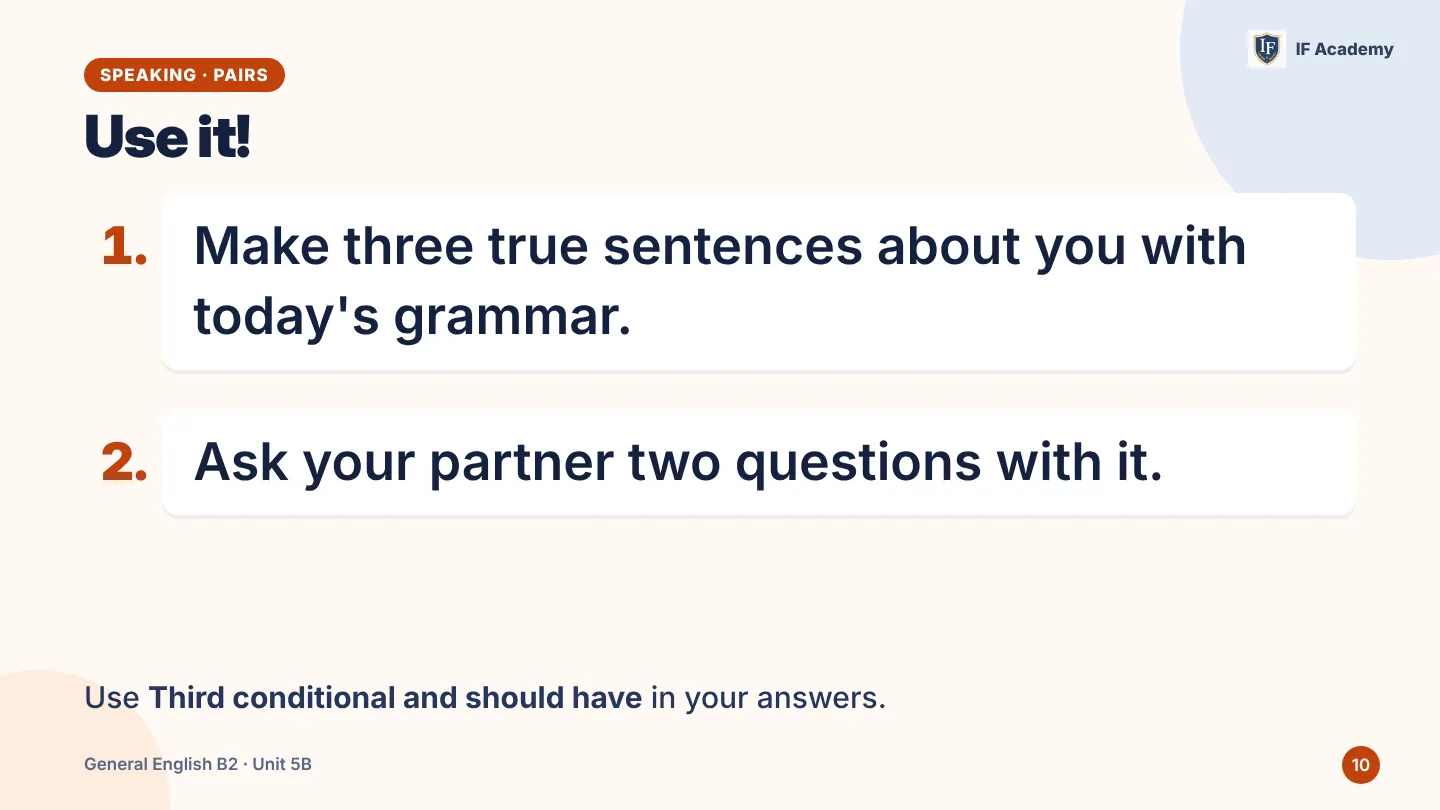 IF
IF Academy
SPEAKING · PAIRS
Use it!
1. Make three true sentences about you with
today's grammar.
2. Ask your partner two questions with it.
Use Third conditional and should have in your answers.
General English B2 · Unit 5B
10